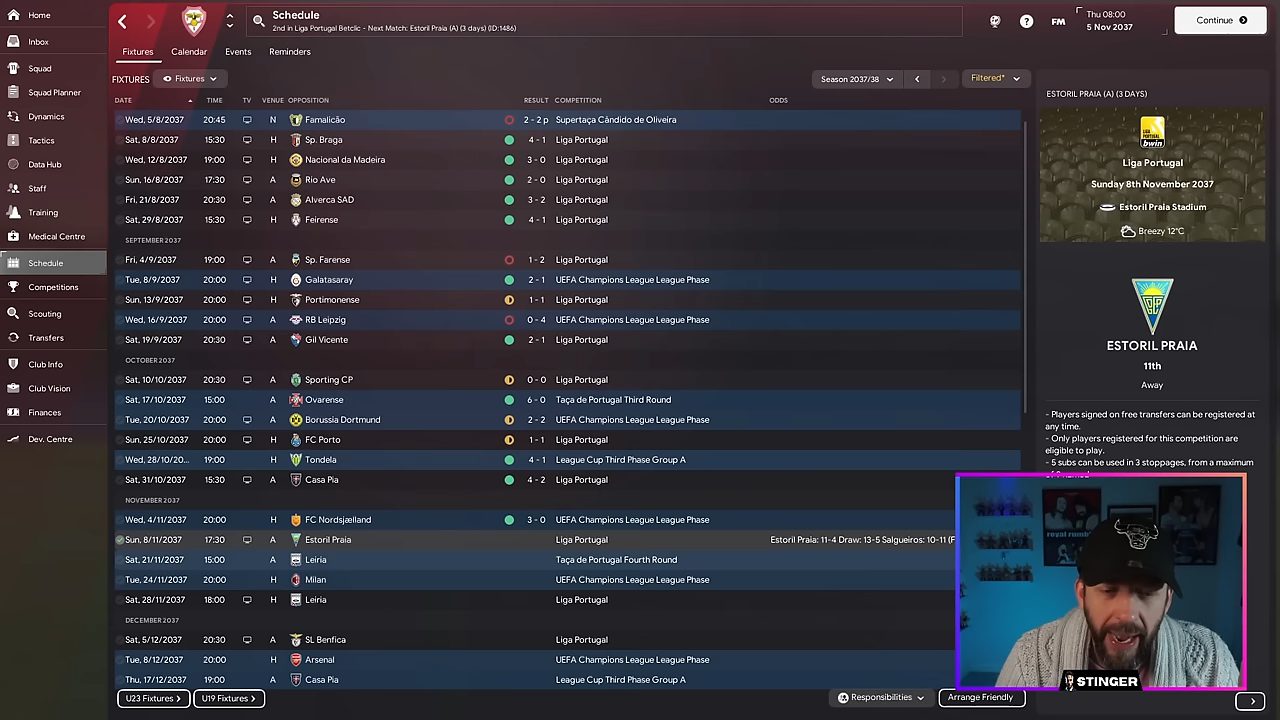 Home
Inbox
Squad
Squad Planner
Dynamics
Tactics
Data Hub
Staff
Training
Medical Centre
Schedule
Competitions
Scouting
Transfers
Club Info
Club Vision
Finances
Dev. Centre
Schedule
2nd in Liga Portugal Betclic - Next Match: Estoril Praia (A) (3 days) (ID:1486)
? FM
Thu 08:00
5 Nov 2037
Continue
Fixtures Calendar Events Reminders
FIXTURES Fixtures Season 2037/38 Filtered*
DATE TIME TV VENUE OPPOSITION RESULT COMPETITION ODDS
Wed, 5/8/2037 20:45 N Famalicão 2 - 2 p Supertaça Cândido de Oliveira
Sat, 8/8/2037 15:30 H Sp. Braga 4 - 1 Liga Portugal
Wed, 12/8/2037 19:00 H Nacional da Madeira 3 - 0 Liga Portugal
Sun, 16/8/2037 17:30 A Rio Ave 2 - 0 Liga Portugal
Fri, 21/8/2037 20:30 A Alverca SAD 3 - 2 Liga Portugal
Sat, 29/8/2037 15:30 H Feirense 4 - 1 Liga Portugal
SEPTEMBER 2037
Fri, 4/9/2037 19:00 A Sp. Farense 1 - 2 Liga Portugal
Tue, 8/9/2037 20:00 H Galatasaray 2 - 1 UEFA Champions League League Phase
Sun, 13/9/2037 20:00 H Portimonense 1 - 1 Liga Portugal
Wed, 16/9/2037 20:00 A RB Leipzig 0 - 4 UEFA Champions League League Phase
Sat, 19/9/2037 20:30 A Gil Vicente 2 - 1 Liga Portugal
OCTOBER 2037
Sat, 10/10/2037 20:30 A Sporting CP 0 - 0 Liga Portugal
Sat, 17/10/2037 15:00 A Ovarense 6 - 0 Taça de Portugal Third Round
Tue, 20/10/2037 20:00 A Borussia Dortmund 2 - 2 UEFA Champions League League Phase
Sun, 25/10/2037 20:00 H FC Porto 1 - 1 Liga Portugal
Wed, 28/10/20... 19:00 H Tondela 4 - 1 League Cup Third Phase Group A
Sat, 31/10/2037 15:30 A Casa Pia 4 - 2 Liga Portugal
NOVEMBER 2037
Wed, 4/11/2037 20:00 H FC Nordsjælland 3 - 0 UEFA Champions League League Phase
Sun, 8/11/2037 17:30 A Estoril Praia Liga Portugal Estoril Praia: 11-4 Draw: 13-5 Salgueiros: 10-11 (F
Sat, 21/11/2037 15:00 A Leiria Taça de Portugal Fourth Round
Tue, 24/11/2037 20:00 H Milan UEFA Champions League League Phase
Sat, 28/11/2037 18:00 H Leiria Liga Portugal
DECEMBER 2037
Sat, 5/12/2037 20:30 A SL Benfica Liga Portugal
Tue, 8/12/2037 20:00 H Arsenal UEFA Champions League League Phase
Thu, 17/12/2037 19:00 A Casa Pia League Cup Third Phase Group A
U23 Fixtures > U19 Fixtures > Responsibilities Arrange Friendly
ESTORIL PRAIA (A) (3 DAYS)
LIGA PORTUGAL
bwin
Liga Portugal
Sunday 8th November 2037
Estoril Praia Stadium
Breezy 12°C
ESTORIL PRAIA
11th
Away
- Players signed on free transfers can be registered at
any time.
- Only players registered for this competition are
eligible to play.
- 5 subs can be used in 3 stoppages, from a maximum
royal rumb
STINGER